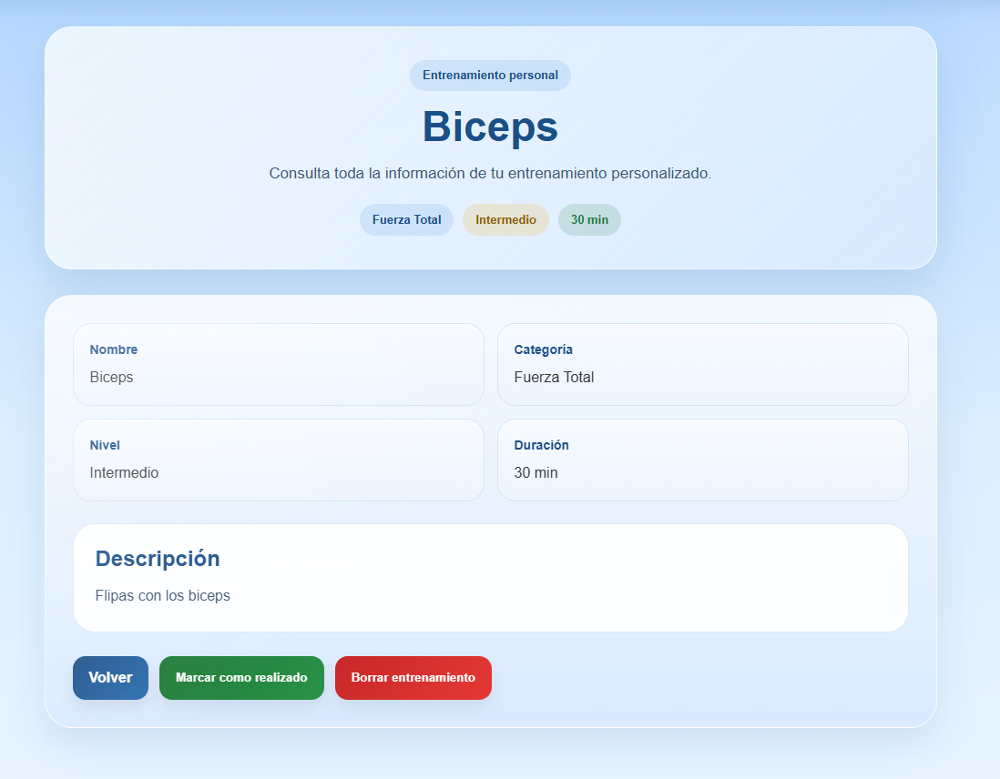 Entrenamiento personal
Biceps
Consulta toda la información de tu entrenamiento personalizado.
Fuerza Total Intermedio 30 min
Nombre
Biceps
Categoría
Fuerza Total
Nivel
Intermedio
Duración
30 min
Descripción
Flipas con los biceps
Volver Marcar como realizado Borrar entrenamiento